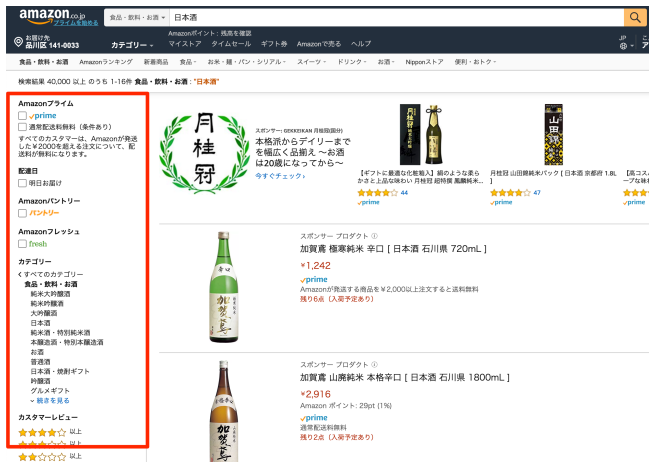 amazon.co.jp
プライムを始める
食品・飲料・お酒
日本酒
お届け先
品川区 141-0033
カテゴリー
Amazonポイント：残高を確認
マイストア タイムセール ギフト券 Amazonで売る ヘルプ
JP
食品・飲料・お酒 Amazonランキング 新着商品 食品 お米・麺・パン・シリアル スイーツ ドリンク お酒 Nipponストア 便利・おトク
検索結果 40,000 以上 のうち 1-16件 食品・飲料・お酒 : "日本酒"
Amazonプライム
prime
通常配送料無料（条件あり）
すべてのカスタマーは、Amazonが発送
した￥2000を超える注文について、配
送料が無料になります。
配達日
明日お届け
Amazonパントリー
パントリー
Amazonフレッシュ
fresh
カテゴリー
すべてのカテゴリー
食品・飲料・お酒
純米大吟醸酒
純米吟醸酒
大吟醸酒
日本酒
純米酒・特別純米酒
本醸造酒・特別本醸造酒
お酒
普通酒
日本酒・焼酎ギフト
吟醸酒
グルメギフト
続きを見る
カスタマーレビュー
以上
以上
以上
月桂冠
スポンサー: GEKKEIKAN 月桂冠(国分)
本格派からデイリーまで
を幅広く品揃え ～お酒
は20歳になってから～
今すぐチェック
月桂冠
【ギフトに最適な化粧箱入】絹のような柔ら
かさと上品な味わい 月桂冠 超特撰 鳳麟純米...
44
prime
山田錦
月桂冠 山田錦純米パック [ 日本酒 京都府 1.8L
47
prime
【高コス
ープな味
prime
スポンサー プロダクト
加賀鳶 極寒純米 辛口 [ 日本酒 石川県 720mL ]
￥1,242
prime
Amazonが発送する商品を￥2,000以上注文すると送料無料
残り6点（入荷予定あり）
辛口
加賀鳶
スポンサー プロダクト
加賀鳶 山廃純米 本格辛口 [ 日本酒 石川県 1800mL ]
￥2,916
Amazon ポイント: 29pt (1%)
prime
通常配送料無料
残り2点（入荷予定あり）
加賀鳶